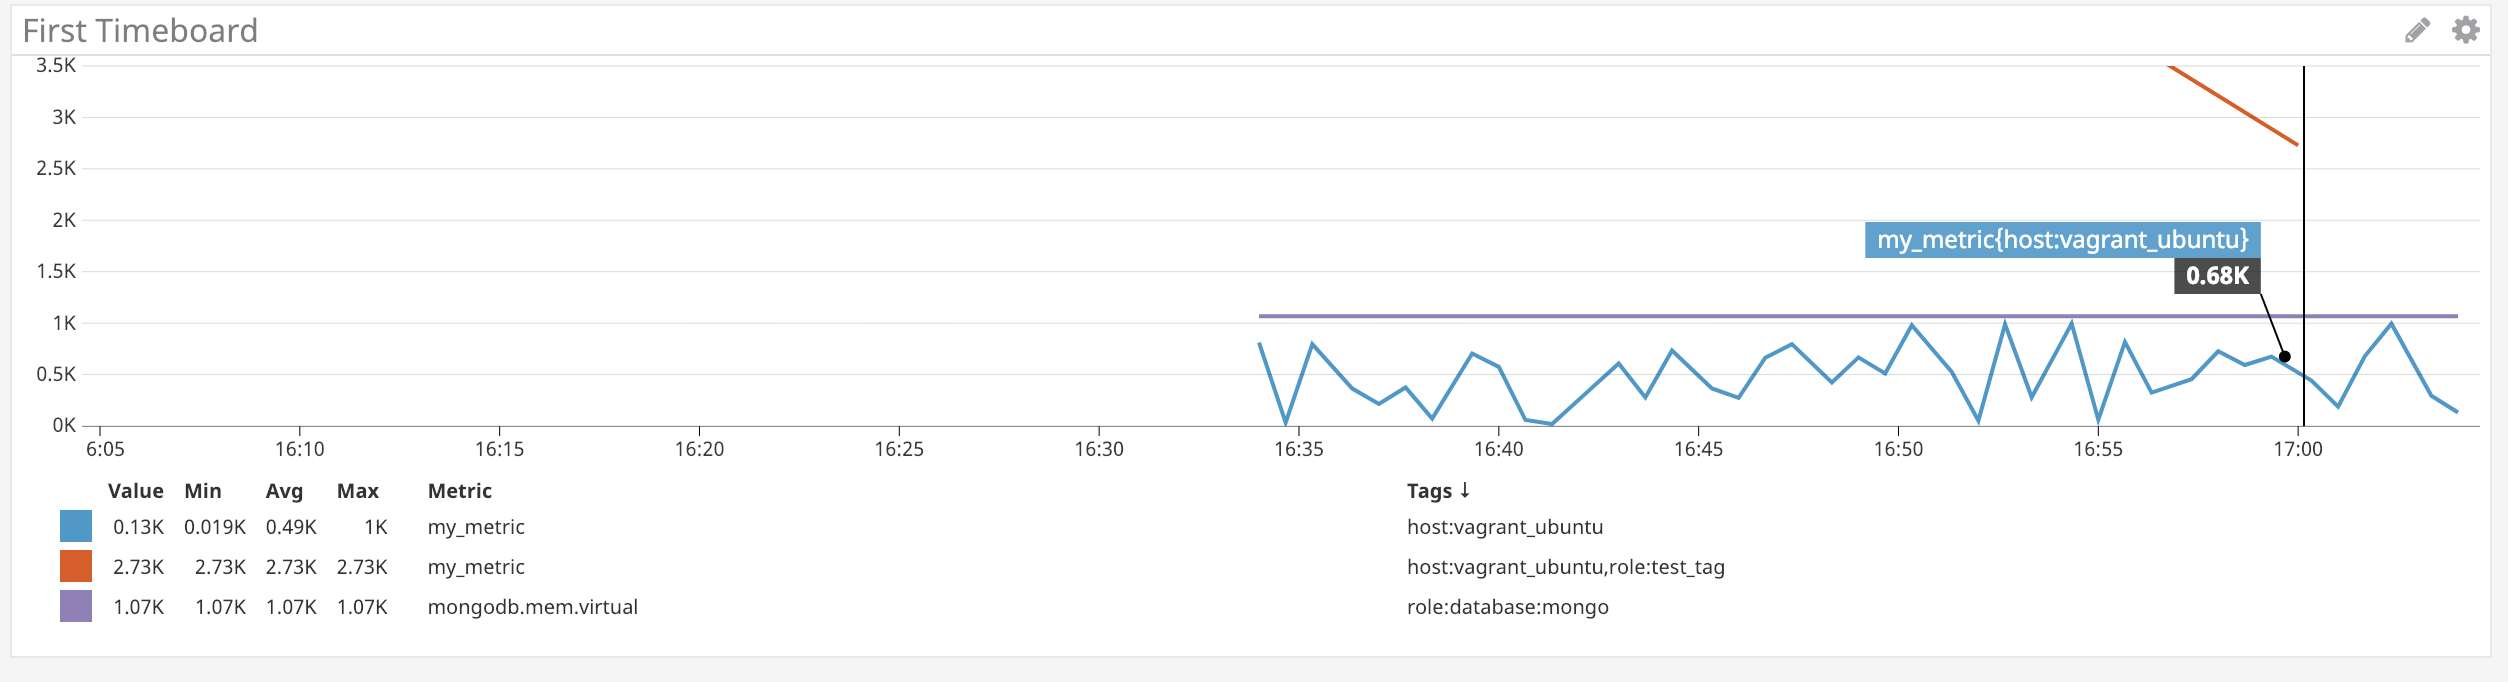 First Timeboard
3.5K
3K
2.5K
2K
1.5K
1K
0.5K
0K
my_metric{host:vagrant_ubuntu}
0.68K
6:05 16:10 16:15 16:20 16:25 16:30 16:35 16:40 16:45 16:50 16:55 17:00
Value Min Avg Max Metric Tags ↓
0.13K 0.019K 0.49K 1K my_metric host:vagrant_ubuntu
2.73K 2.73K 2.73K 2.73K my_metric host:vagrant_ubuntu,role:test_tag
1.07K 1.07K 1.07K 1.07K mongodb.mem.virtual role:database:mongo